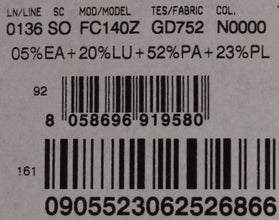 LN/LINE SC MOD/MODEL TES/FABRIC COL.
0136 SO FC140Z GD752 N0000
05%EA+20%LU+52%PA+23%PL
92
8 058696 919580
161
0905523062526866